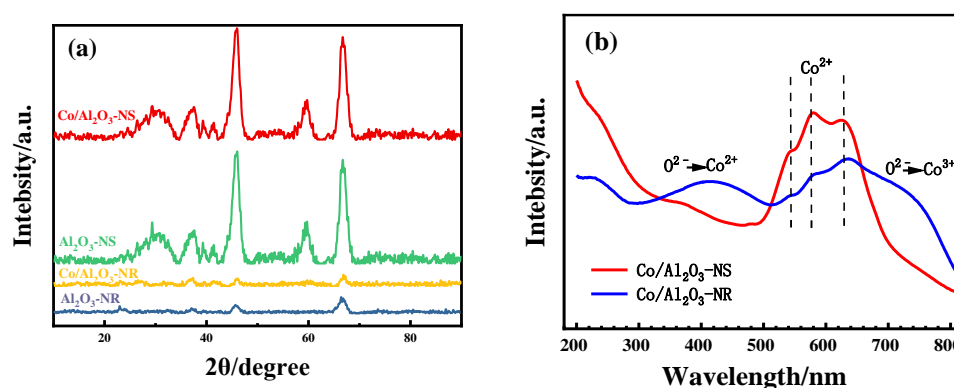 (a)
Co/Al₂O₃-NS
Al₂O₃-NS
Co/Al₂O₃-NR
Al₂O₃-NR
20 40 60 80
2θ/degree
Intebsity/a.u.
(b)
Co²⁺
O²⁻→Co²⁺
O²⁻→Co³⁺
Co/Al₂O₃-NS
Co/Al₂O₃-NR
200 300 400 500 600 700 800
Wavelength/nm
Intebsity/a.u.